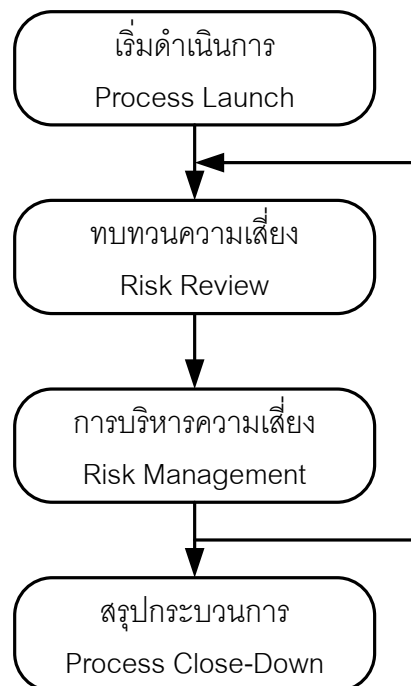 เริ่มดำเนินการ
Process Launch
ทบทวนความเสี่ยง
Risk Review
การบริหารความเสี่ยง
Risk Management
สรุปกระบวนการ
Process Close-Down